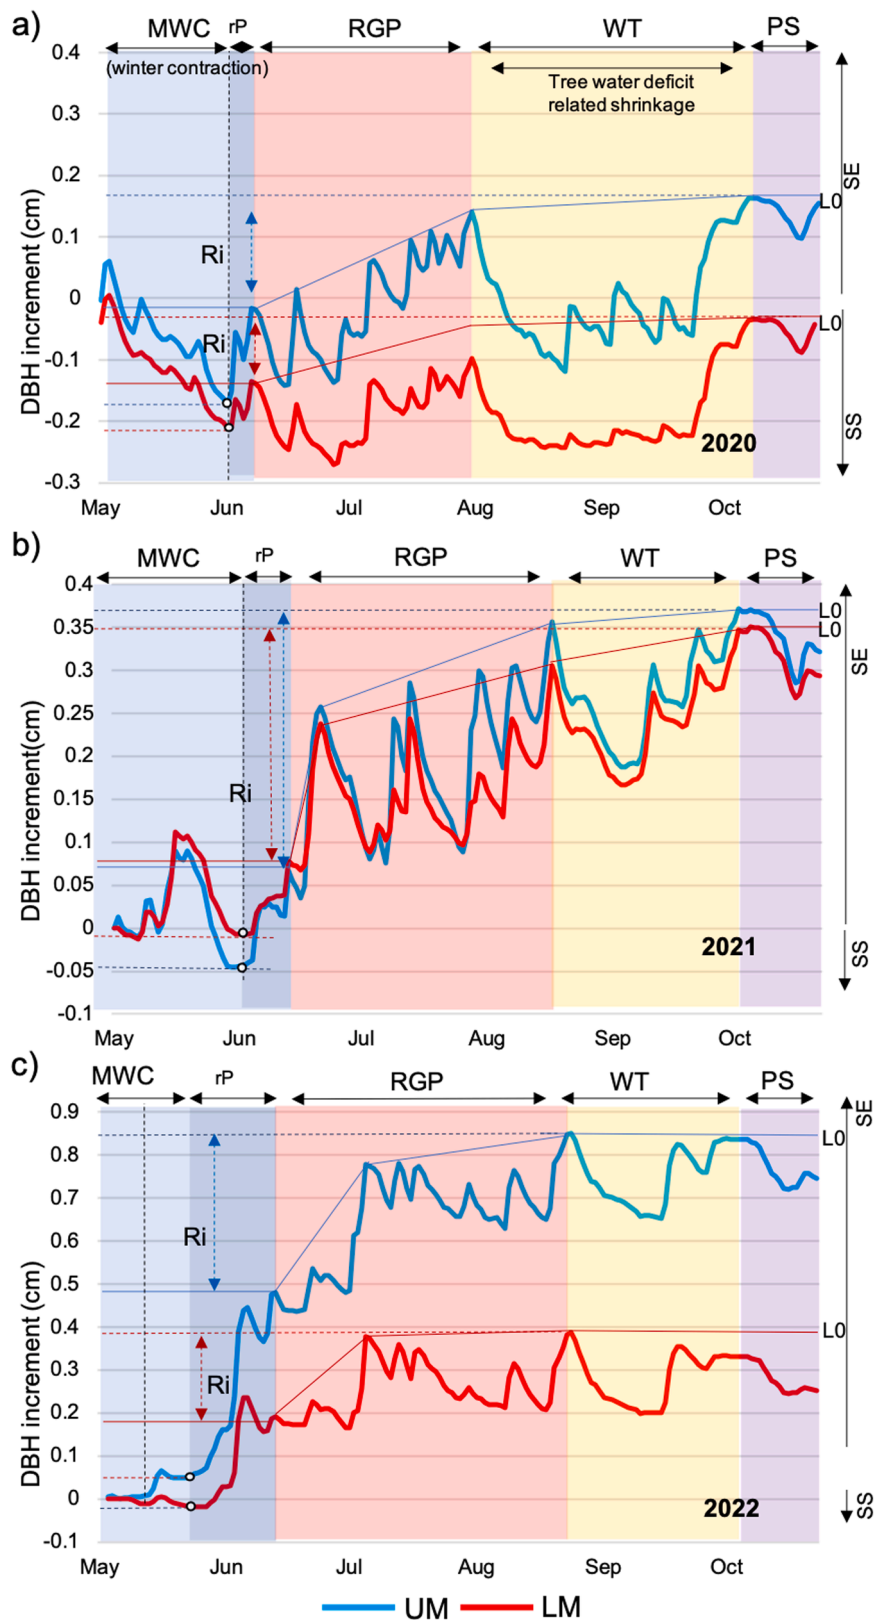 a)
MWC rP RGP WT PS
(winter contraction)
Tree water deficit
related shrinkage
0.4
0.3
0.2
0.1
0
-0.1
-0.2
-0.3
DBH increment (cm)
Ri
Ri
L0
L0
SE
SS
2020
May Jun Jul Aug Sep Oct
b)
MWC rP RGP WT PS
0.4
0.35
0.3
0.25
0.2
0.15
0.1
0.05
0
-0.05
-0.1
DBH increment(cm)
Ri
L0
L0
SE
SS
2021
May Jun Jul Aug Sep Oct
c)
MWC rP RGP WT PS
0.9
0.8
0.7
0.6
0.5
0.4
0.3
0.2
0.1
0
-0.1
DBH increment (cm)
Ri
Ri
L0
L0
SE
SS
2022
May Jun Jul Aug Sep Oct
UM LM